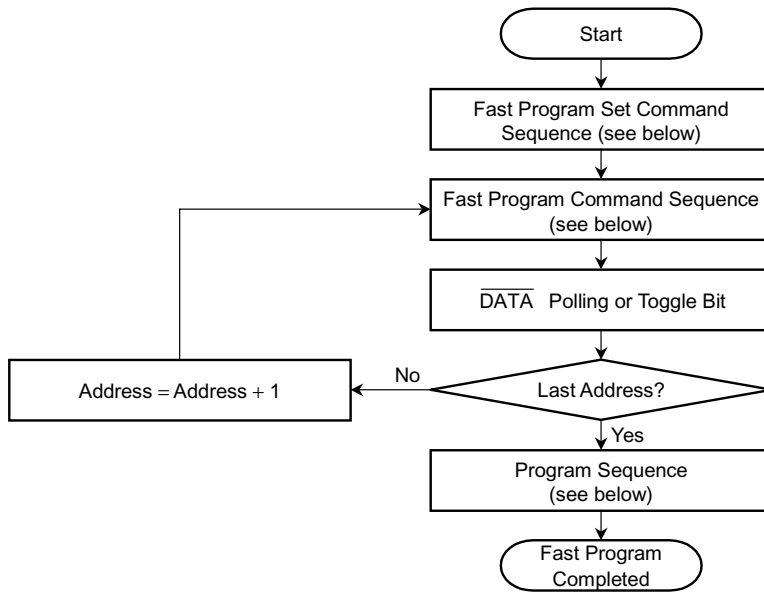 Start
Fast Program Set Command
Sequence (see below)
Fast Program Command Sequence
(see below)
DATA Polling or Toggle Bit
Address = Address + 1
No
Last Address?
Yes
Program Sequence
(see below)
Fast Program
Completed